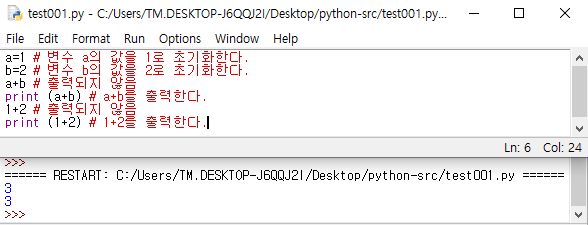 test001.py - C:/Users/TM.DESKTOP-J6QQJ2I/Desktop/python-src/test001.py...
File Edit Format Run Options Window Help
a=1 # 변수 a의 값을 1로 초기화한다.
b=2 # 변수 b의 값을 2로 초기화한다.
a+b # 출력되지 않음
print (a+b) # a+b를 출력한다.
1+2 # 출력되지 않음
print (1+2) # 1+2를 출력한다.
Ln: 6 Col: 24
>>>
====== RESTART: C:/Users/TM.DESKTOP-J6QQJ2I/Desktop/python-src/test001.py ======
3
3
>>>